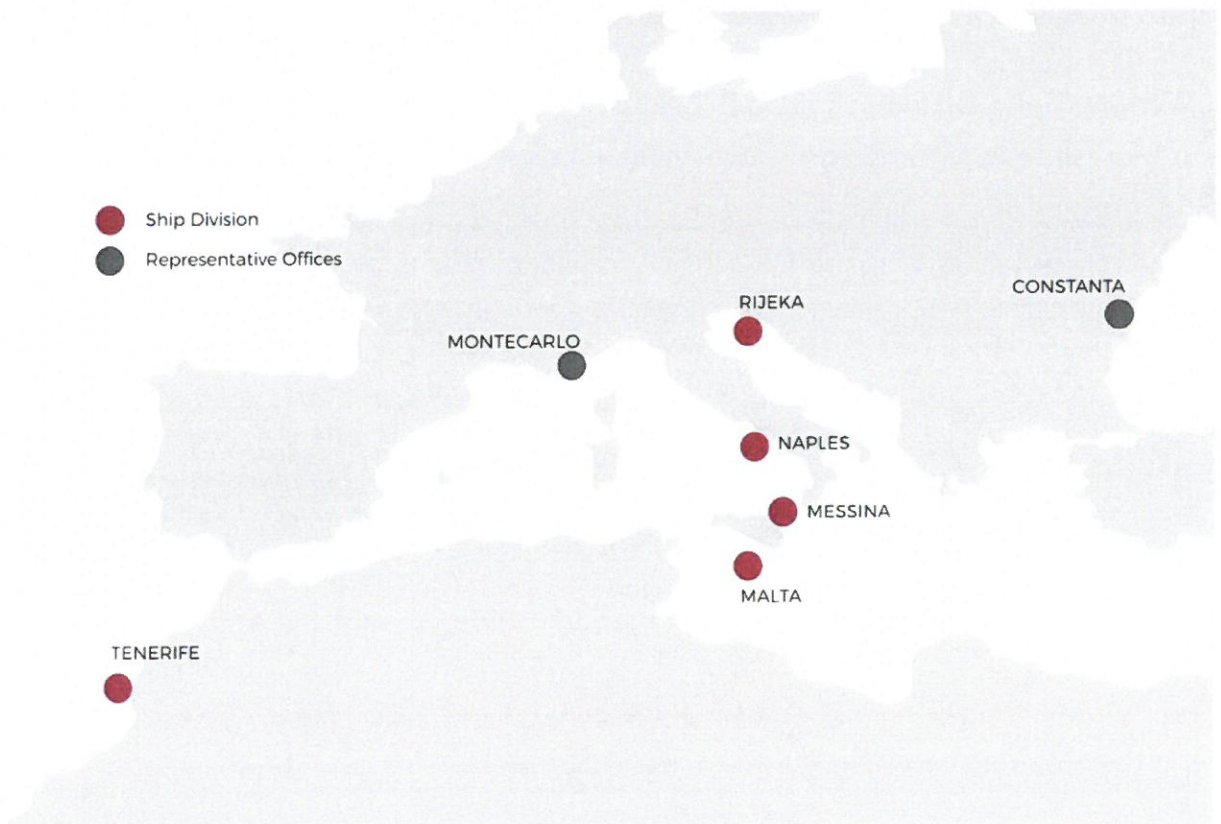 Ship Division
Representative Offices
CONSTANTA
RIJEKA
MONTECARLO
NAPLES
MESSINA
MALTA
TENERIFE